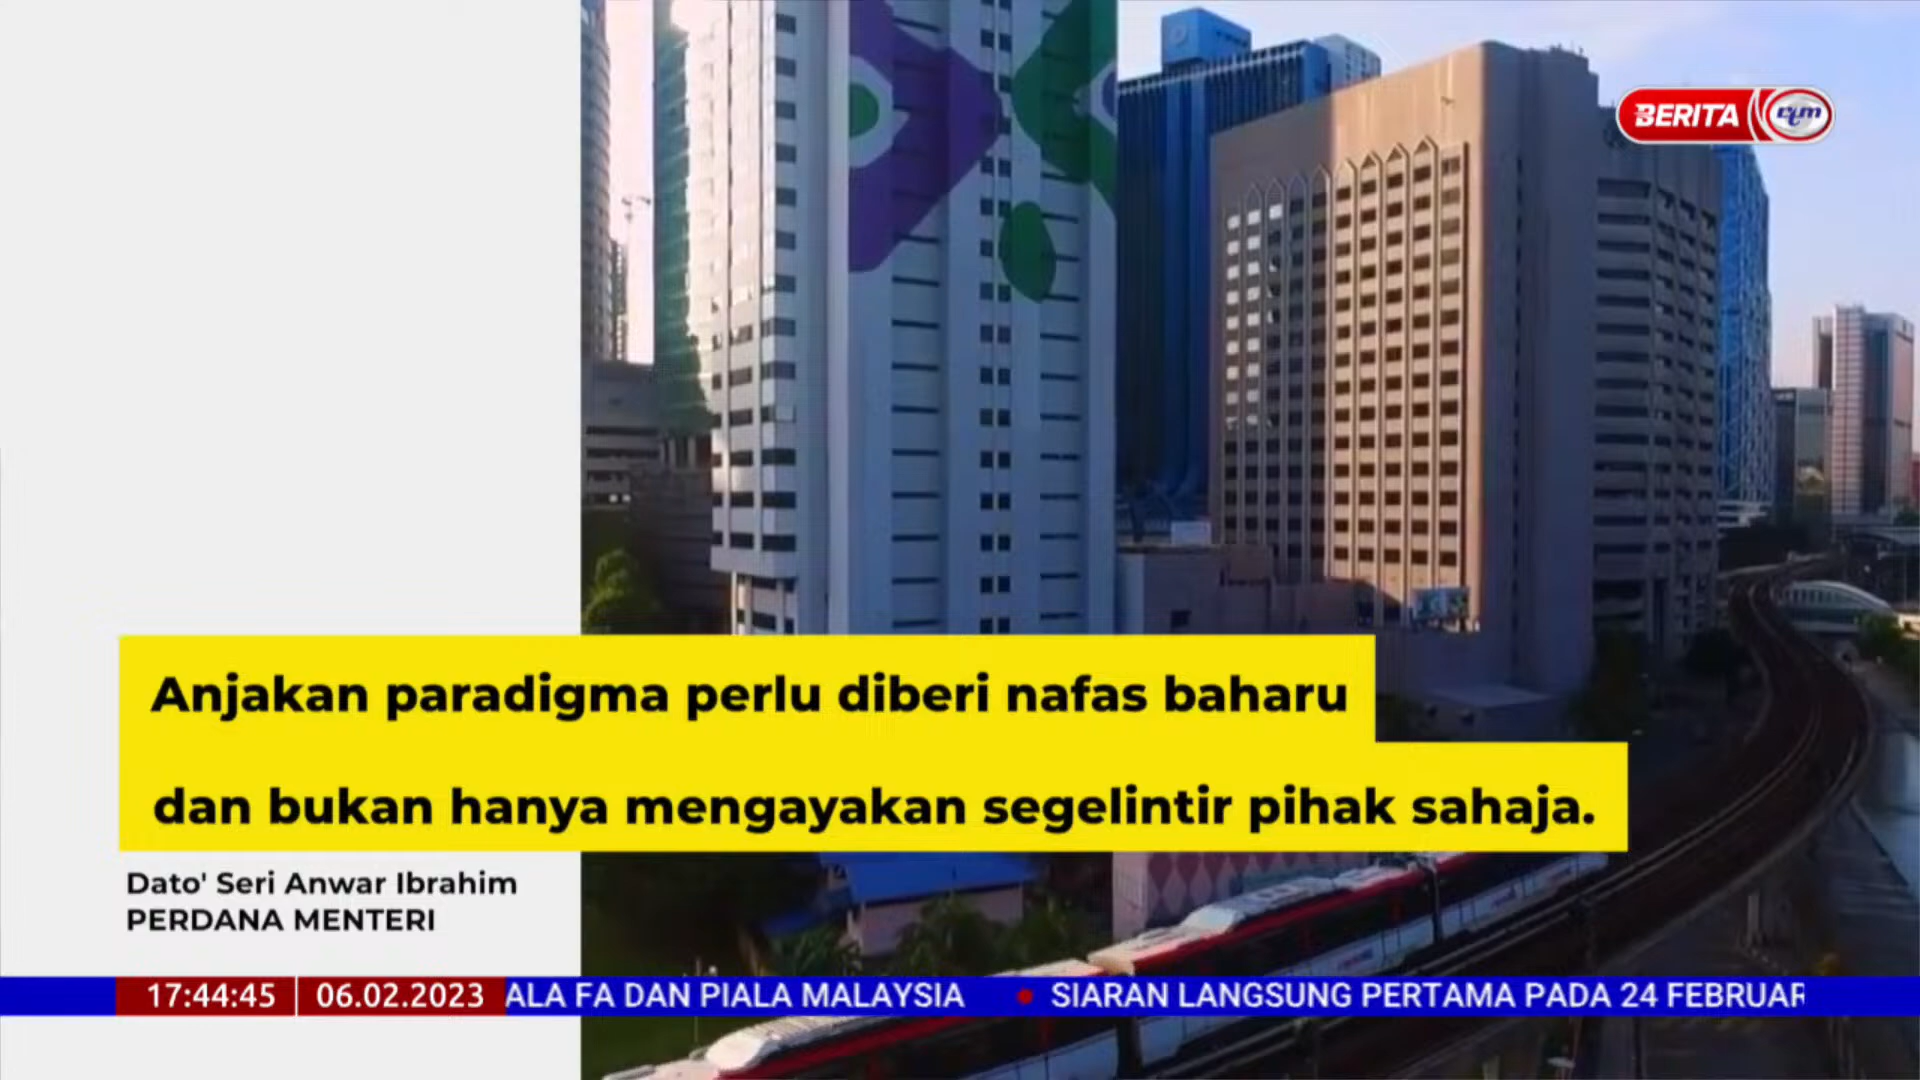 BERITA rtm
Anjakan paradigma perlu diberi nafas baharu
dan bukan hanya mengayakan segelintir pihak sahaja.
Dato' Seri Anwar Ibrahim
PERDANA MENTERI
17:44:45 06.02.2023 ALA FA DAN PIALA MALAYSIA • SIARAN LANGSUNG PERTAMA PADA 24 FEBRUAR